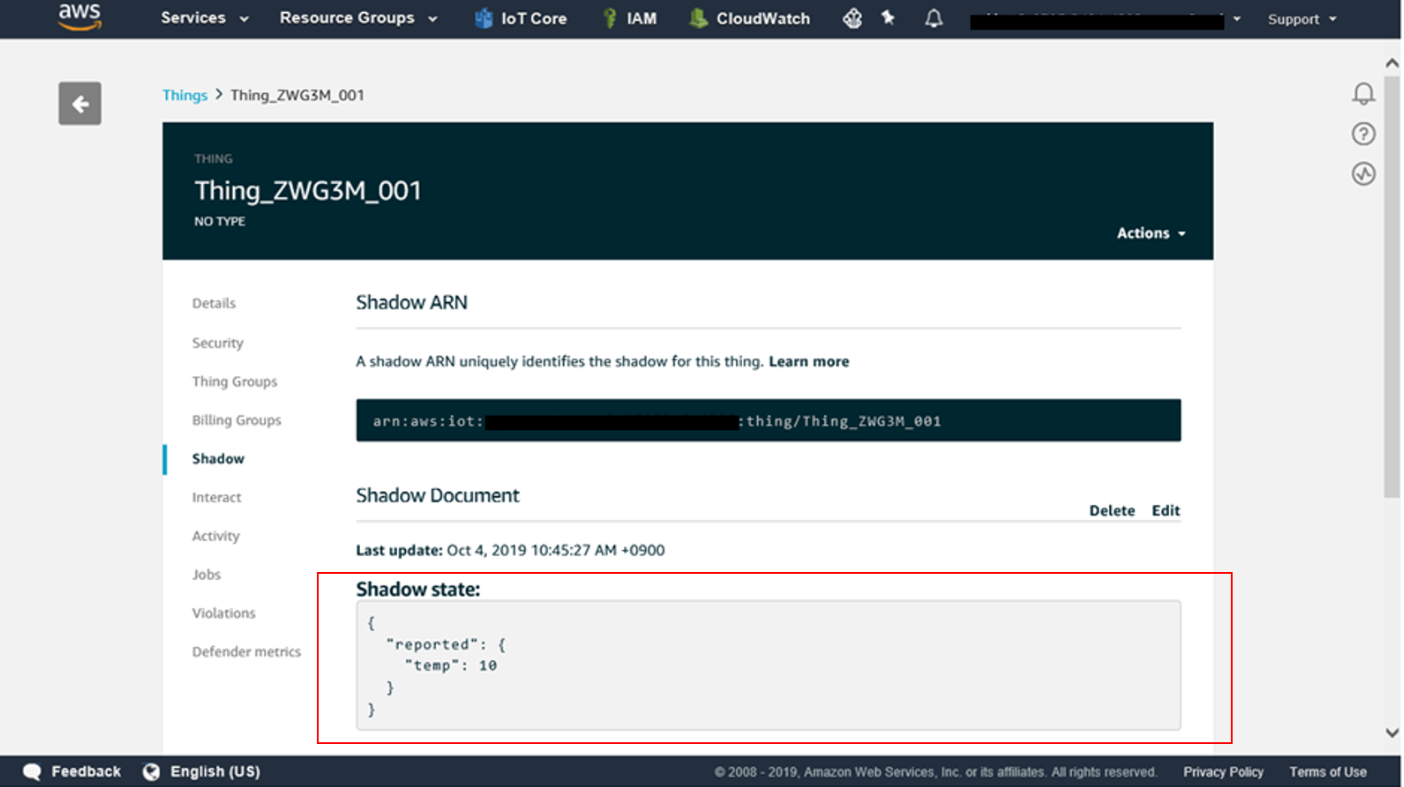 aws Services Resource Groups IoT Core IAM CloudWatch Support
Things > Thing_ZWG3M_001
THING
Thing_ZWG3M_001
NO TYPE
Actions
Details
Security
Thing Groups
Billing Groups
Shadow
Interact
Activity
Jobs
Violations
Defender metrics
Shadow ARN
A shadow ARN uniquely identifies the shadow for this thing. Learn more
arn:aws:iot: :thing/Thing_ZWG3M_001
Shadow Document
Delete Edit
Last update: Oct 4, 2019 10:45:27 AM +0900
Shadow state:
{
"reported": {
"temp": 10
}
}
Feedback English (US) © 2008 - 2019, Amazon Web Services, Inc. or its affiliates. All rights reserved. Privacy Policy Terms of Use